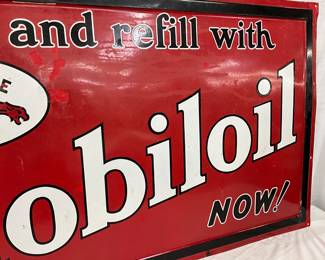 and refill with
E
obiloil
NOW!